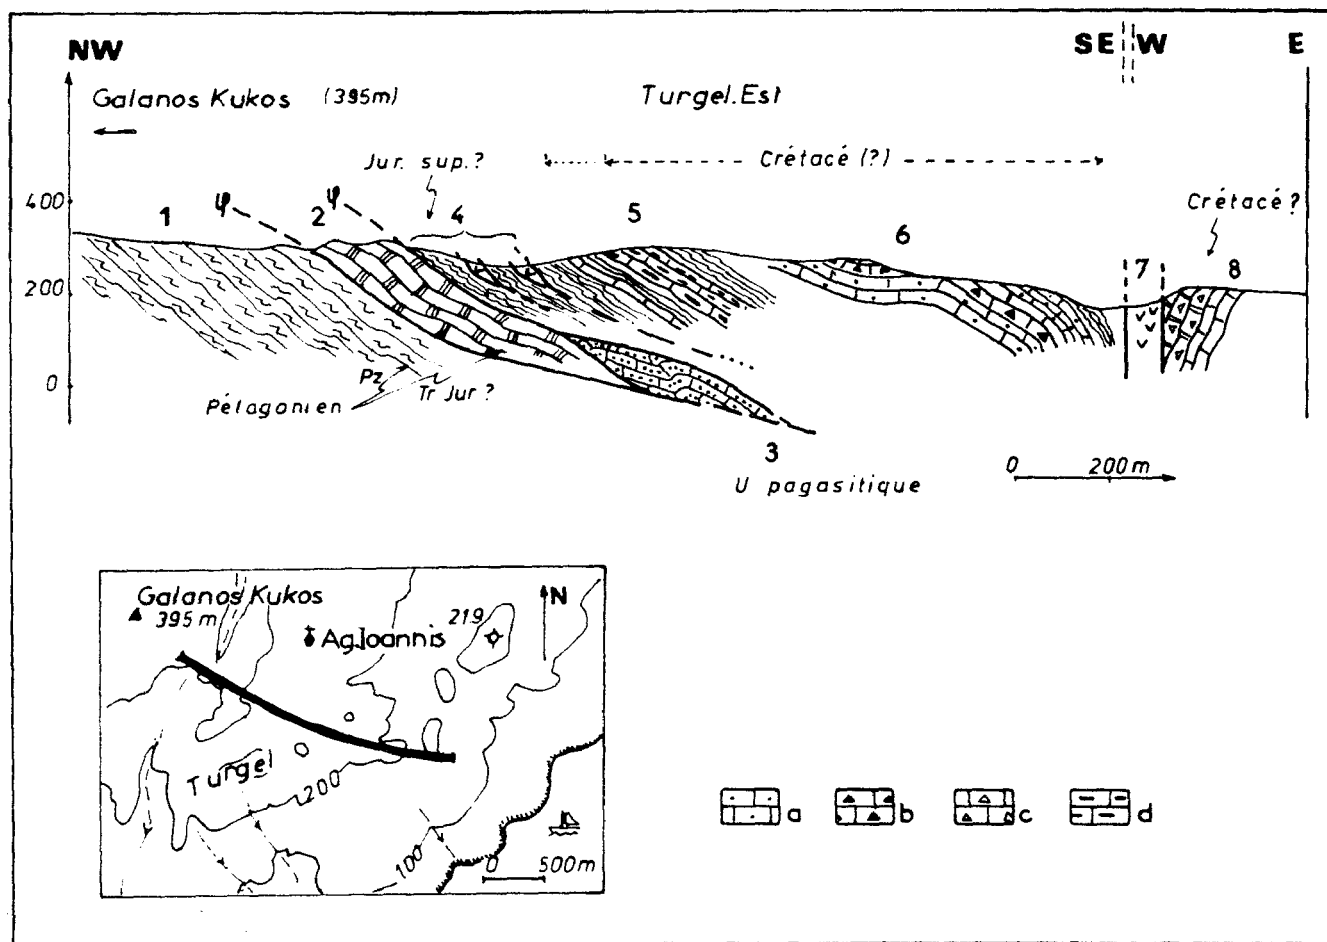 NW SE W E
Galanos Kukos (395m) Turgel.Est
Jur. sup.? Crétacé (?)
Crétacé ?
400
200
0
1 φ 2 φ 4 5 6 7 8
Pz
Tr Jur ?
Pélagonien
3
U pagasitique
0 200m
Galanos Kukos
395 m
Ag.Ioannis
219
N
Turgel
200
100
0 500m
a b c d